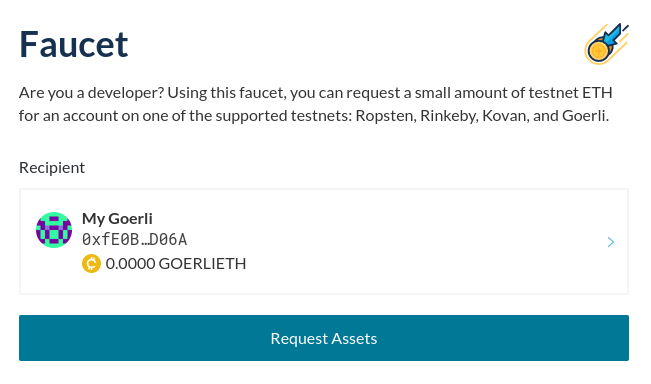 Faucet
Are you a developer? Using this faucet, you can request a small amount of testnet ETH
for an account on one of the supported testnets: Ropsten, Rinkeby, Kovan, and Goerli.
Recipient
My Goerli
0xfE0B…D06A
0.0000 GOERLIETH
Request Assets